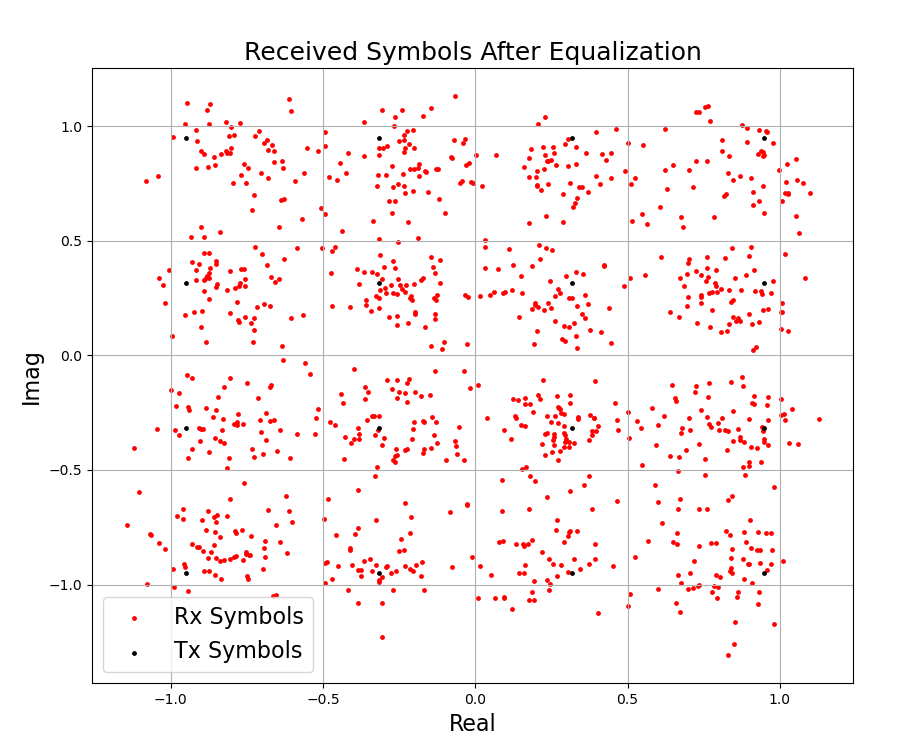 Received Symbols After Equalization
1.0
0.5
0.0
−0.5
−1.0
Imag
Rx Symbols
Tx Symbols
−1.0 −0.5 0.0 0.5 1.0
Real